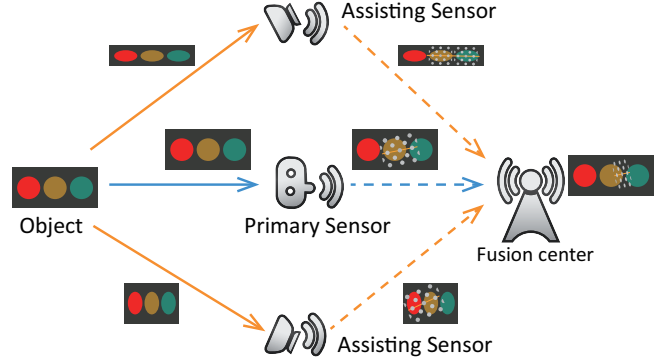 Assisting Sensor
Object
Primary Sensor
Fusion center
Assisting Sensor